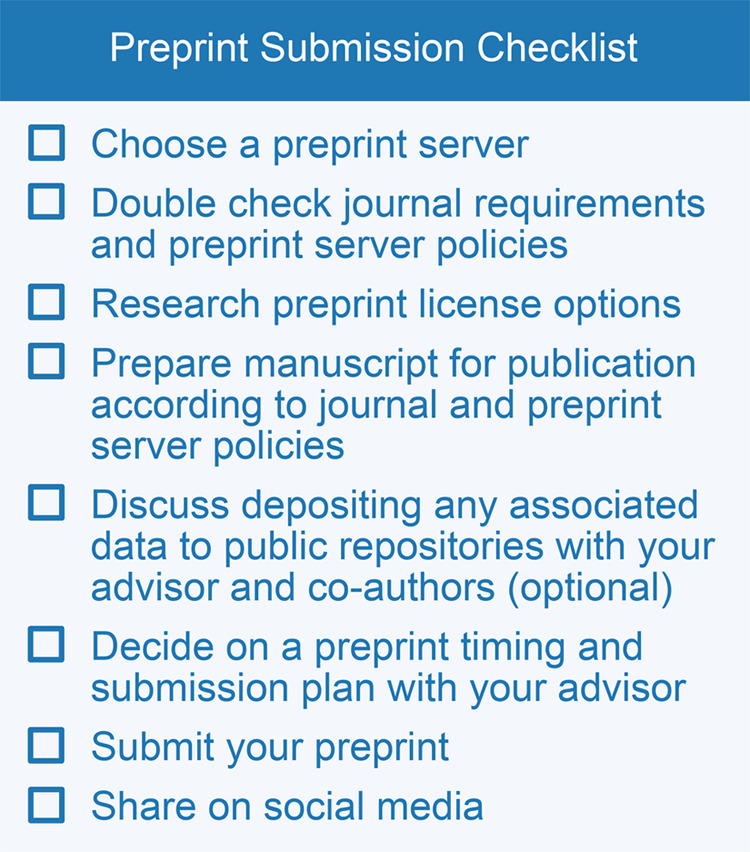 Preprint Submission Checklist
Choose a preprint server
Double check journal requirements
and preprint server policies
Research preprint license options
Prepare manuscript for publication
according to journal and preprint
server policies
Discuss depositing any associated
data to public repositories with your
advisor and co-authors (optional)
Decide on a preprint timing and
submission plan with your advisor
Submit your preprint
Share on social media